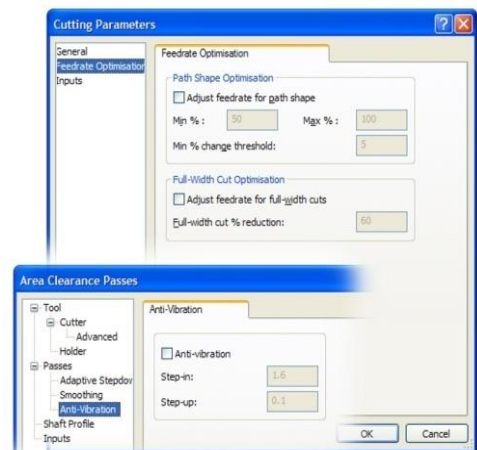 Cutting Parameters
General
Feedrate Optimisation
Inputs
Feedrate Optimisation
Path Shape Optimisation
Adjust feedrate for path shape
Min % : 50 Max % : 100
Min % change threshold: 5
Full-Width Cut Optimisation
Adjust feedrate for full-width cuts
Full-width cut % reduction: 60
Area Clearance Passes
Tool
Cutter
Advanced
Holder
Passes
Adaptive Stepdov
Smoothing
Anti-Vibration
Shaft Profile
Inputs
Anti-Vibration
Anti-vibration
Step-in: 1.6
Step-up: 0.1
OK Cancel